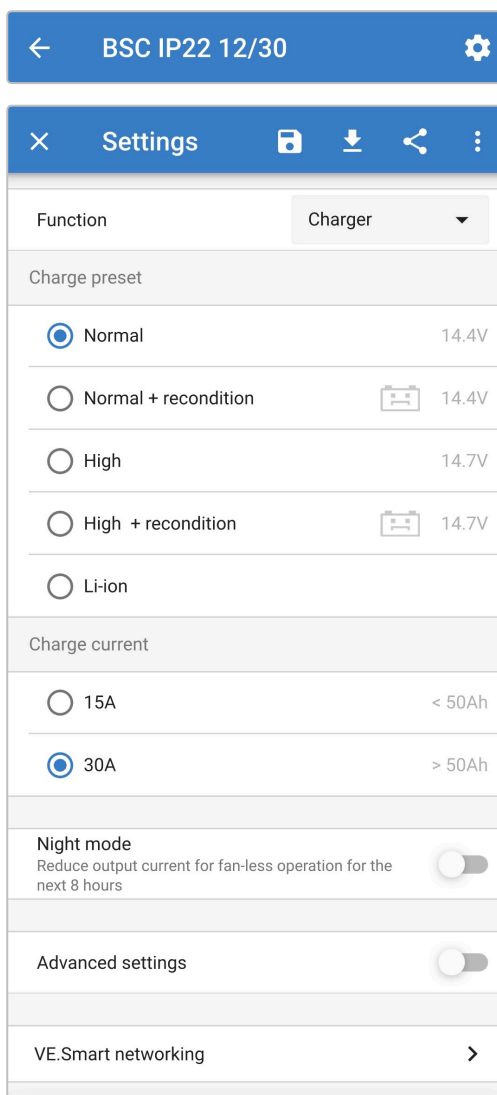 BSC IP22 12/30
Settings
Function Charger
Charge preset
Normal 14.4V
Normal + recondition 14.4V
High 14.7V
High + recondition 14.7V
Li-ion
Charge current
15A < 50Ah
30A > 50Ah
Night mode
Reduce output current for fan-less operation for the
next 8 hours
Advanced settings
VE.Smart networking